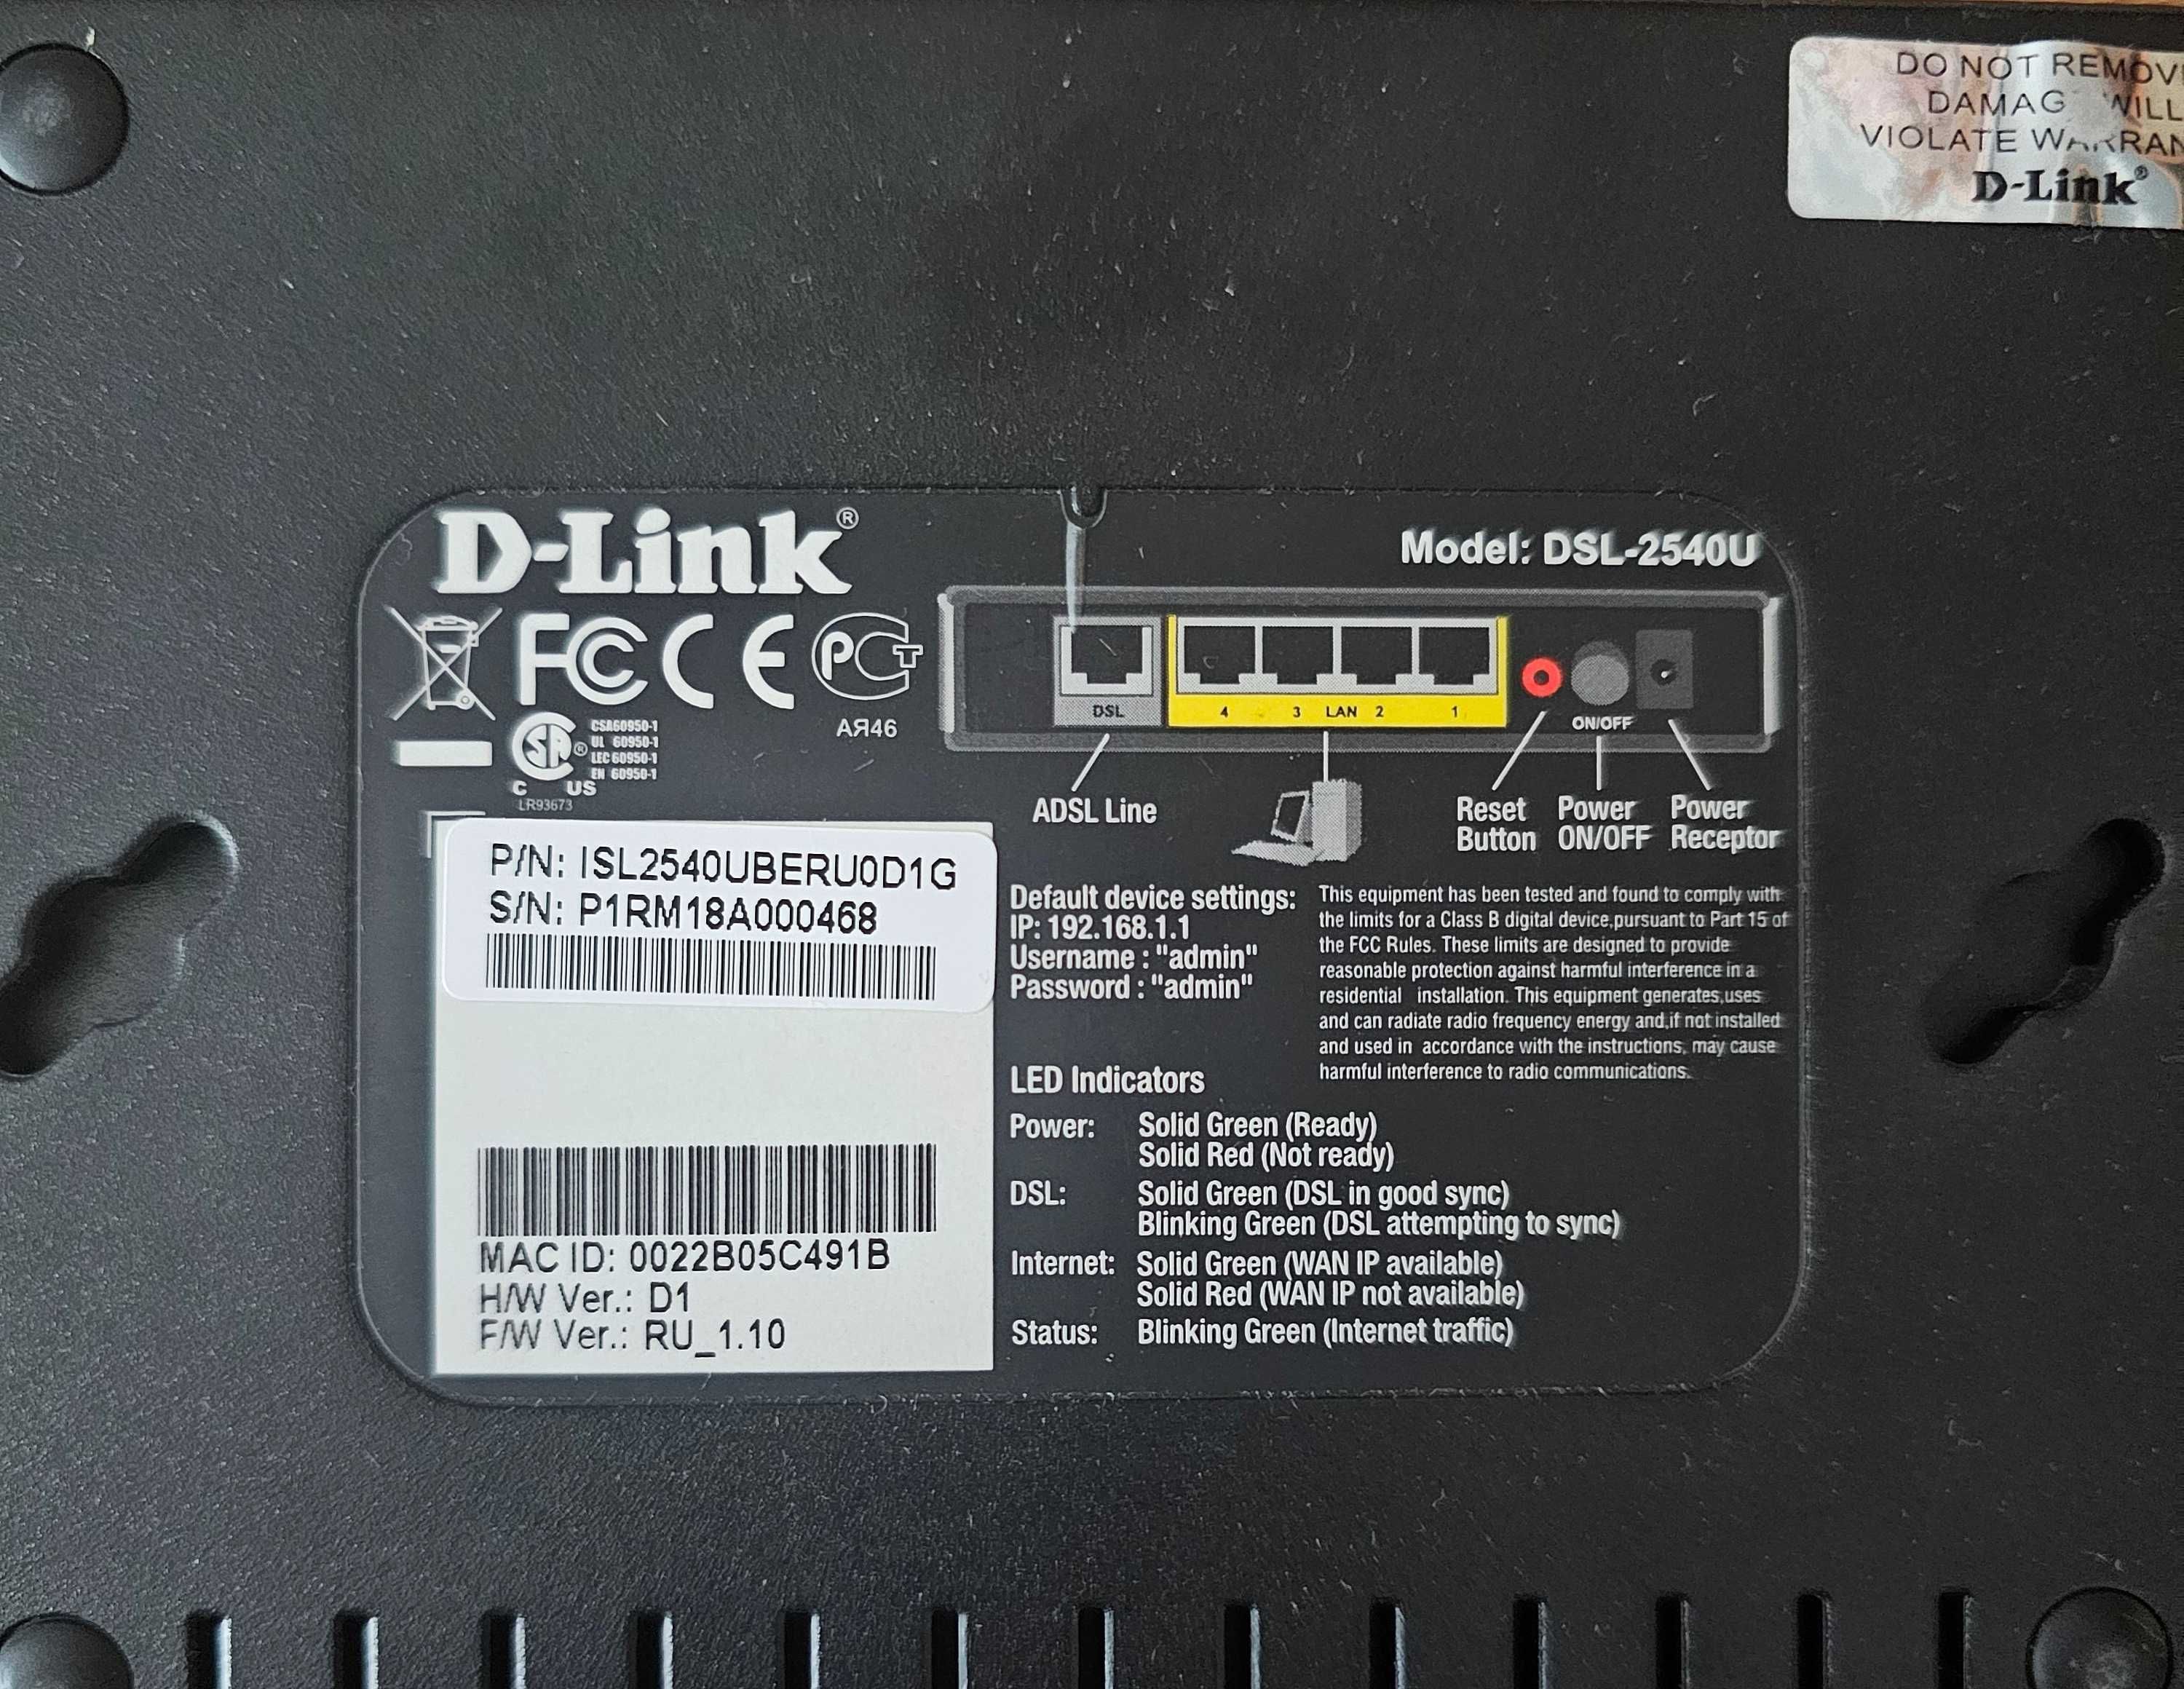 DO NOT REMOV
DAMAG WILL
VIOLATE WARRAN
D-Link®
D-Link®
Model: DSL-2540U
FC CE PCT
АЯ46
DSL
4 3 LAN 2 1
ON/OFF
SA®
C US
CSA60950-1
UL 60950-1
LEC 60950-1
EN 60950-1
LR93673
ADSL Line
Reset Button
Power ON/OFF
Power Receptor
P/N: ISL2540UBERU0D1G
S/N: P1RM18A000468
Default device settings:
IP: 192.168.1.1
Username : "admin"
Password : "admin"
This equipment has been tested and found to comply with
the limits for a Class B digital device,pursuant to Part 15 of
the FCC Rules. These limits are designed to provide
reasonable protection against harmful interference in a
residential installation. This equipment generates,uses
and can radiate radio frequency energy and,if not installed
and used in accordance with the instructions, may cause
harmful interference to radio communications.
LED Indicators
Power: Solid Green (Ready)
Solid Red (Not ready)
DSL: Solid Green (DSL in good sync)
Blinking Green (DSL attempting to sync)
Internet: Solid Green (WAN IP available)
Solid Red (WAN IP not available)
Status: Blinking Green (Internet traffic)
MAC ID: 0022B05C491B
H/W Ver.: D1
F/W Ver.: RU_1.10